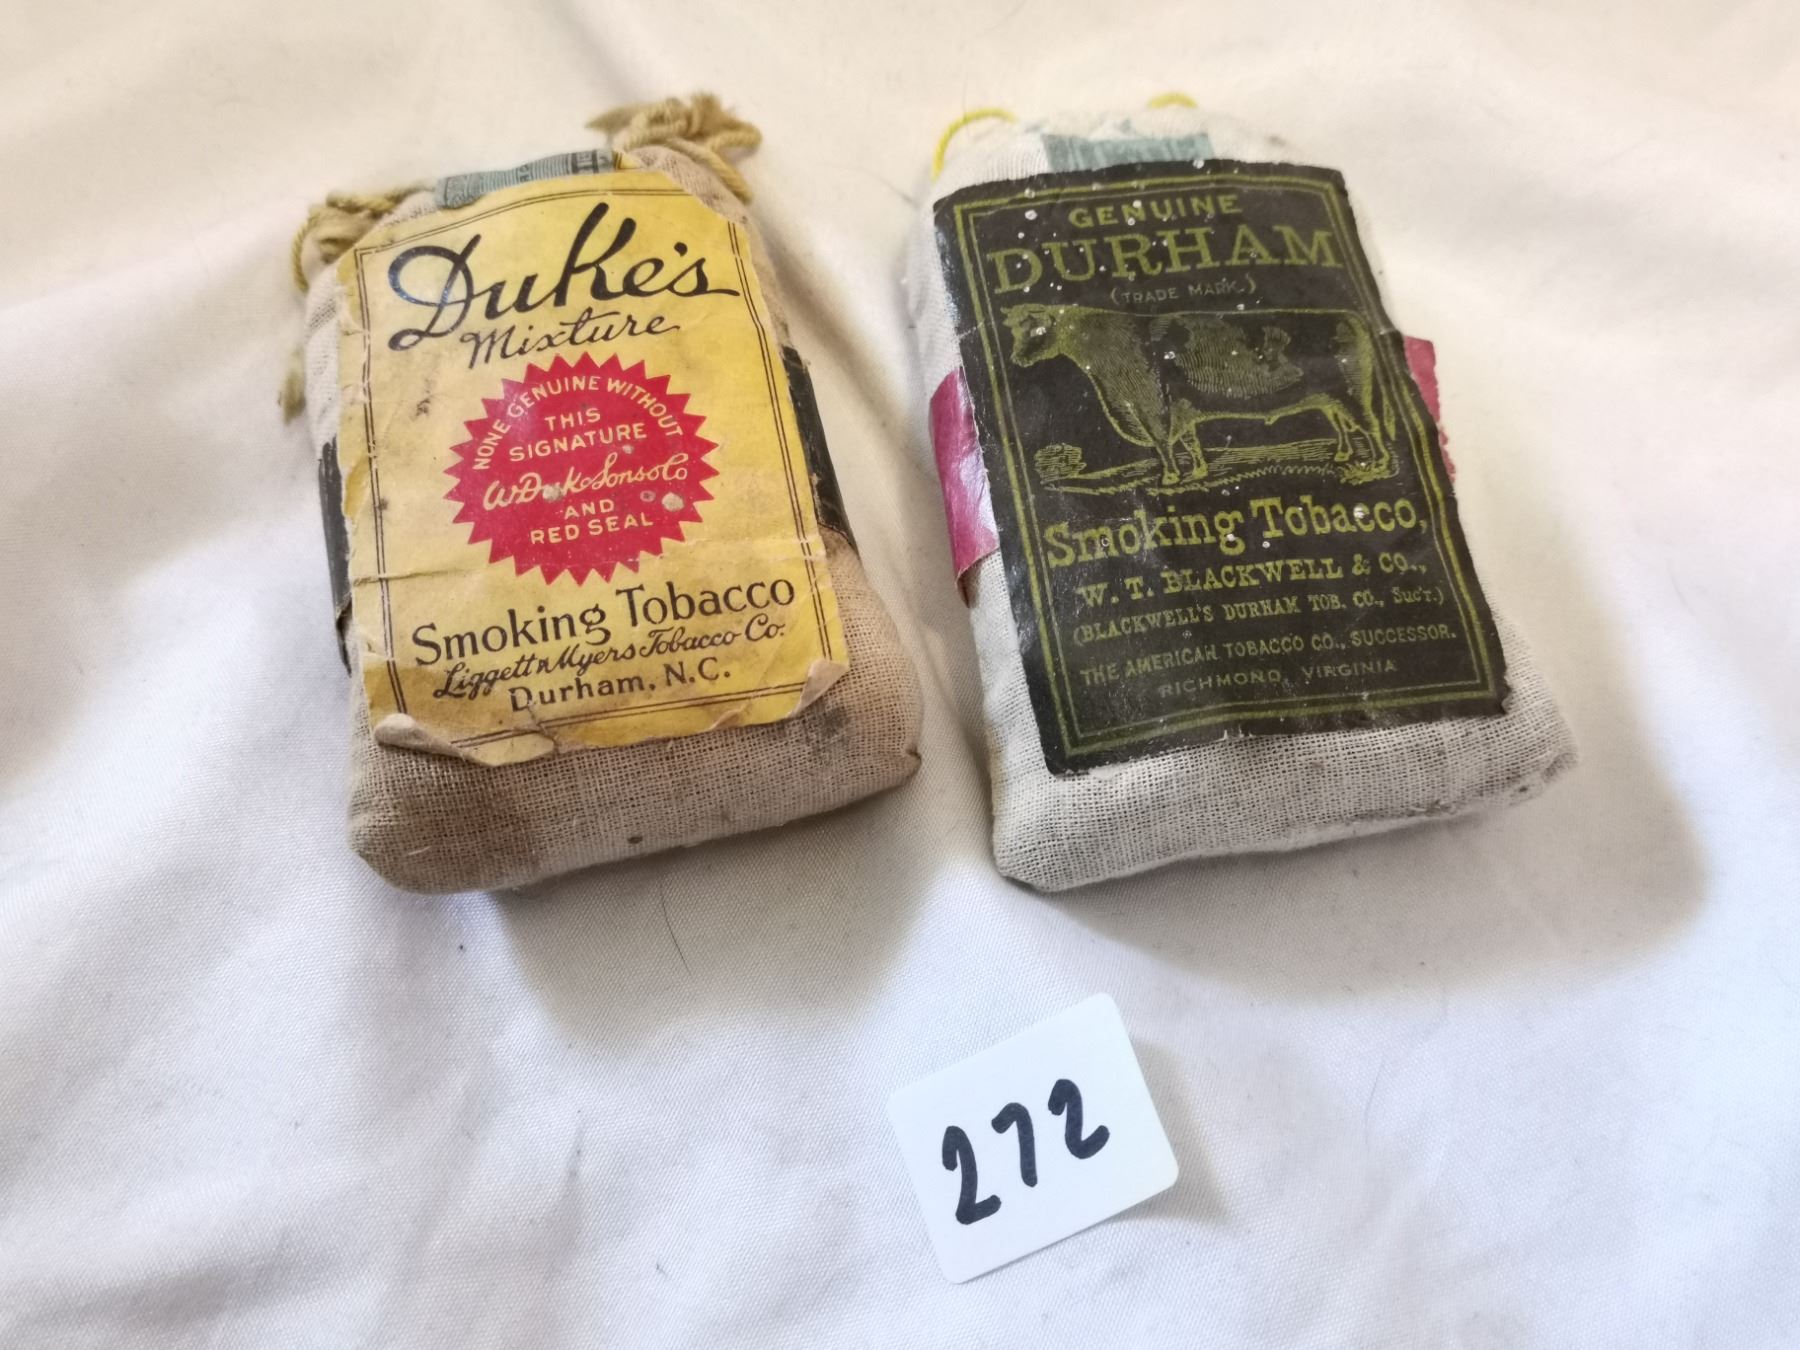 Duke's
Mixture
NONE GENUINE WITHOUT
THIS
SIGNATURE
W Duke Sons & Co
AND
RED SEAL
Smoking Tobacco
Liggett & Myers Tobacco Co.
Durham, N.C.
GENUINE
DURHAM
(TRADE MARK.)
Smoking Tobacco,
W. T. BLACKWELL & CO.,
(BLACKWELL'S DURHAM TOB. CO., Suc'r.)
THE AMERICAN TOBACCO CO., SUCCESSOR.
RICHMOND, VIRGINIA
272